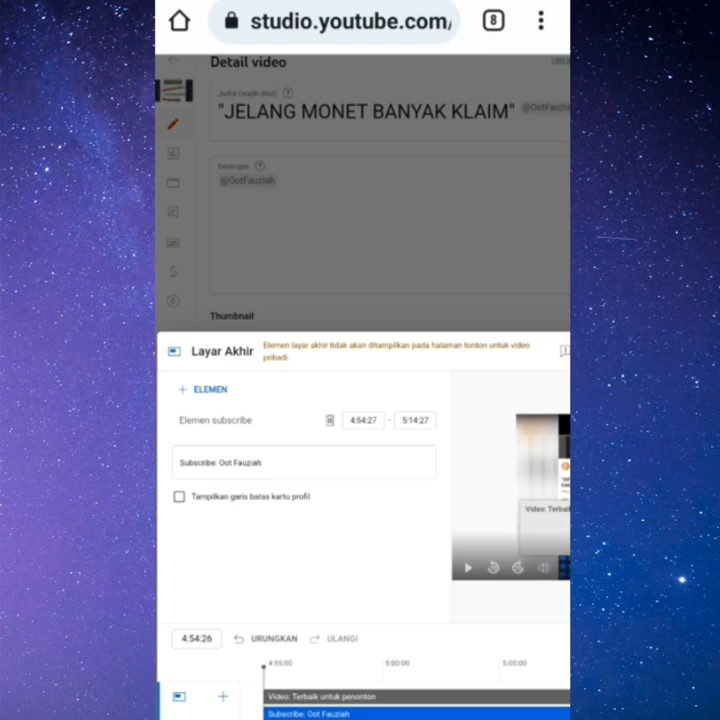 studio.youtube.com/
8
Detail video
Judul (wajib diisi)
"JELANG MONET BANYAK KLAIM" @OotFauzia
Deskripsi
@OotFauziah
Thumbnail
Layar Akhir
Elemen layar akhir tidak akan ditampilkan pada halaman tonton untuk video
pribadi.
+ ELEMEN
Elemen subscribe
4:54:27 - 5:14:27
Subscribe: Oot Fauziah
Tampilkan garis batas kartu profil
Video: Terbaik
4:54:26
URUNGKAN
ULANGI
4:55:00
5:00:00
5:05:00
Video: Terbaik untuk penonton
Subscribe: Oot Fauziah